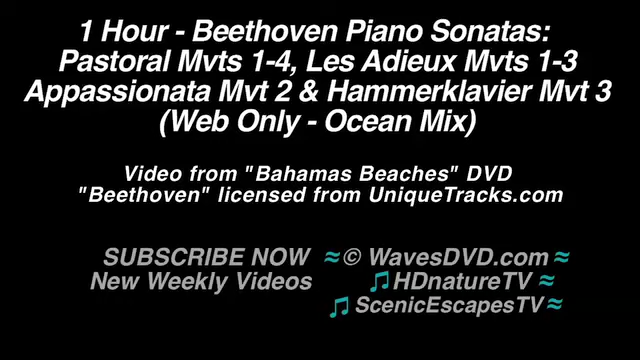 1 Hour - Beethoven Piano Sonatas:
Pastoral Mvts 1-4, Les Adieux Mvts 1-3
Appassionata Mvt 2 & Hammerklavier Mvt 3
(Web Only - Ocean Mix)
Video from "Bahamas Beaches" DVD
"Beethoven" licensed from UniqueTracks.com
SUBSCRIBE NOW ≈ © WavesDVD.com ≈
New Weekly Videos ♫ HDnatureTV ≈
♫ ScenicEscapesTV ≈